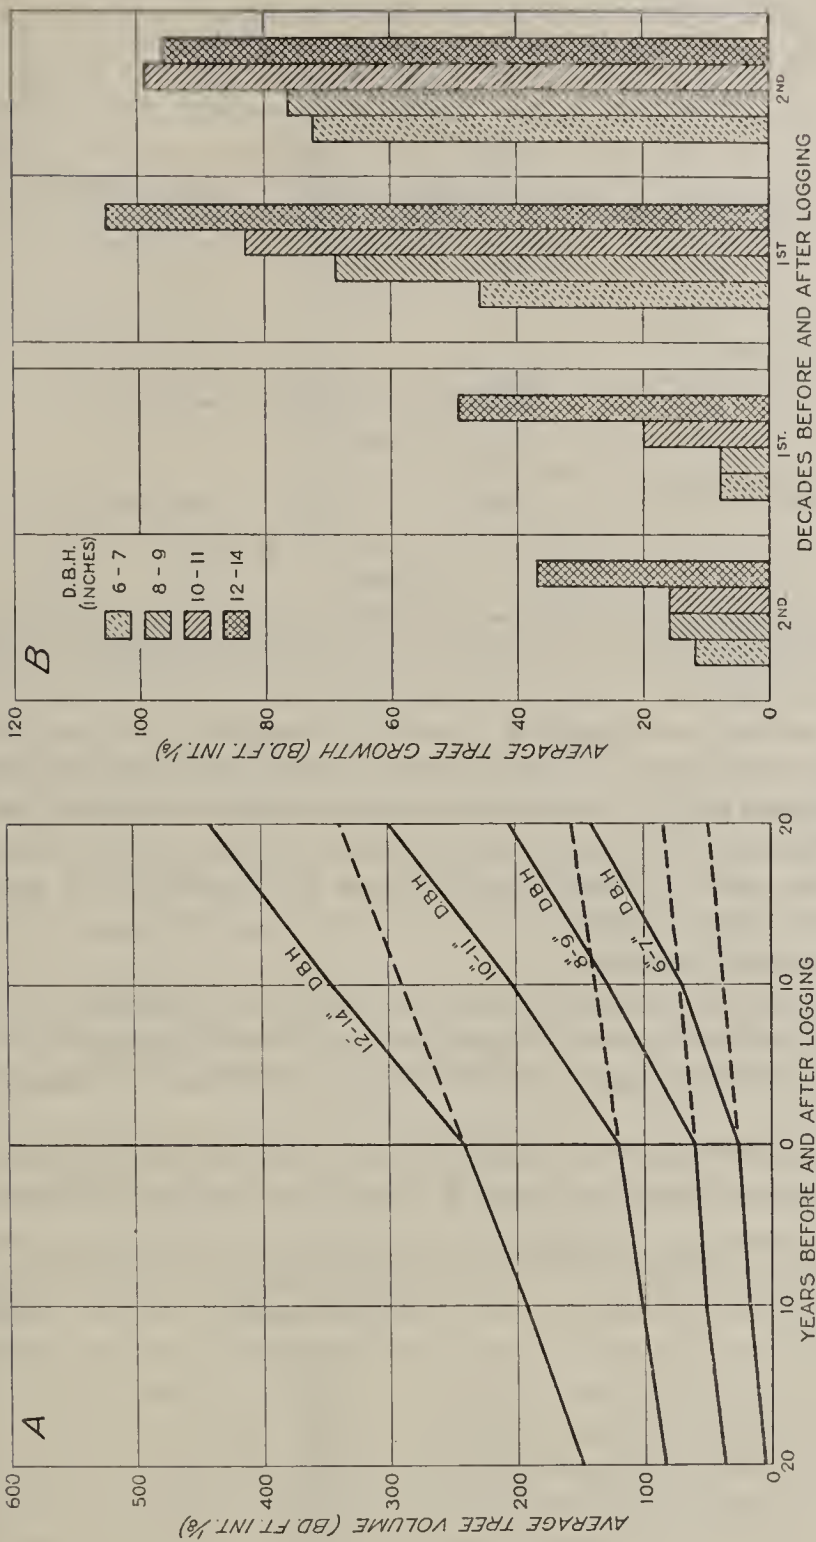 A
AVERAGE TREE VOLUME (BD. FT. INT. 1/8)
600
500
400
300
200
100
0
12"-14" D B H
10"-11" D.B.H
8"-9" D B H
6"-7" D B H
20 10 0 10 20
YEARS BEFORE AND AFTER LOGGING
B
AVERAGE TREE GROWTH (BD. FT. INT. 1/8)
120
100
80
60
40
20
0
D.B.H.
(INCHES)
6 - 7
8 - 9
10 - 11
12 - 14
2ND. 1ST. 1ST 2ND
DECADES BEFORE AND AFTER LOGGING